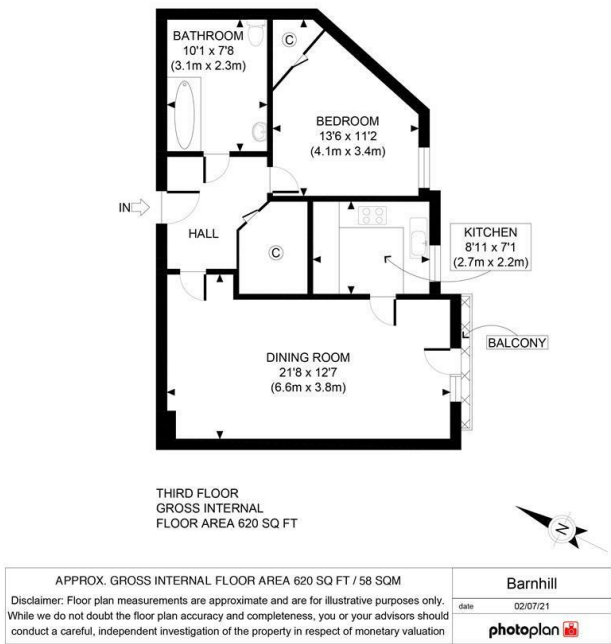 BATHROOM
10'1 x 7'8
(3.1m x 2.3m)
C
BEDROOM
13'6 x 11'2
(4.1m x 3.4m)
IN
HALL
C
KITCHEN
8'11 x 7'1
(2.7m x 2.2m)
BALCONY
DINING ROOM
21'8 x 12'7
(6.6m x 3.8m)
THIRD FLOOR
GROSS INTERNAL
FLOOR AREA 620 SQ FT
N
APPROX. GROSS INTERNAL FLOOR AREA 620 SQ FT / 58 SQM
Disclaimer: Floor plan measurements are approximate and are for illustrative purposes only.
While we do not doubt the floor plan accuracy and completeness, you or your advisors should
conduct a careful, independent investigation of the property in respect of monetary valuation
Barnhill
date 02/07/21
photoplan